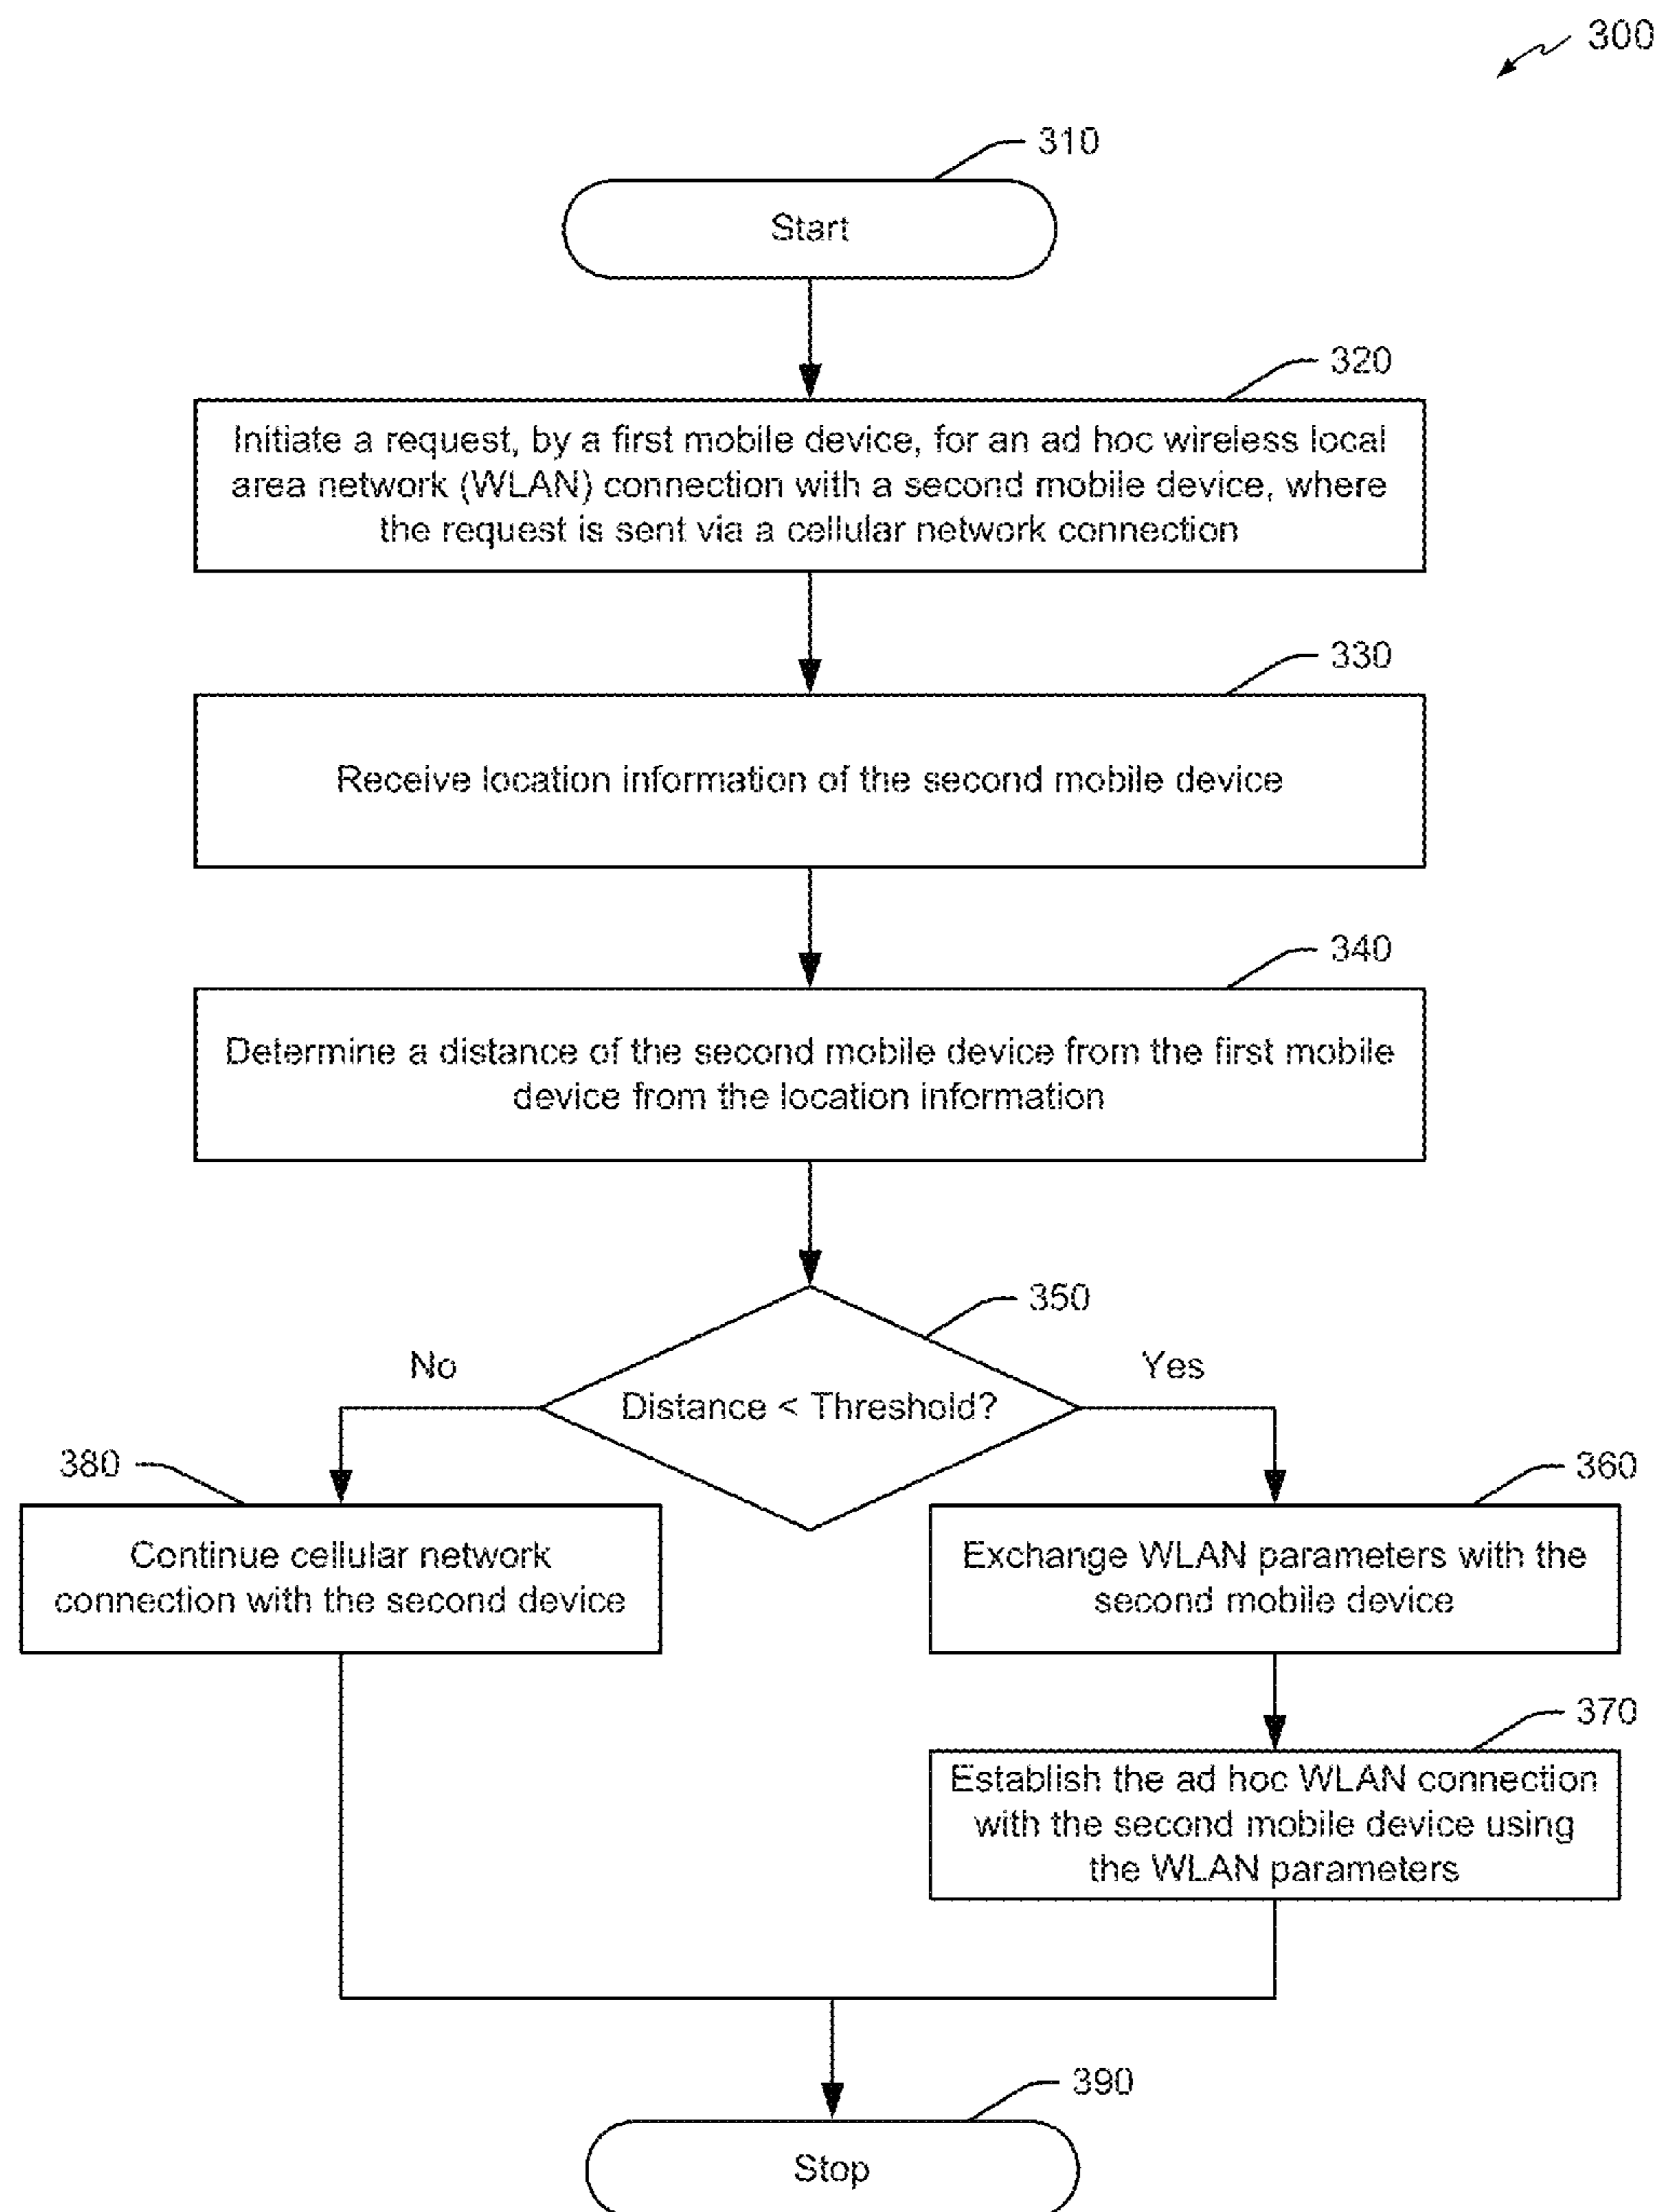 300
310
Start
320
Initiate a request, by a first mobile device, for an ad hoc wireless local
area network (WLAN) connection with a second mobile device, where
the request is sent via a cellular network connection
330
Receive location information of the second mobile device
340
Determine a distance of the second mobile device from the first mobile
device from the location information
350
No
Yes
Distance < Threshold?
380
360
Continue cellular network
connection with the second device
Exchange WLAN parameters with the
second mobile device
370
Establish the ad hoc WLAN connection
with the second mobile device using
the WLAN parameters
390
Stop